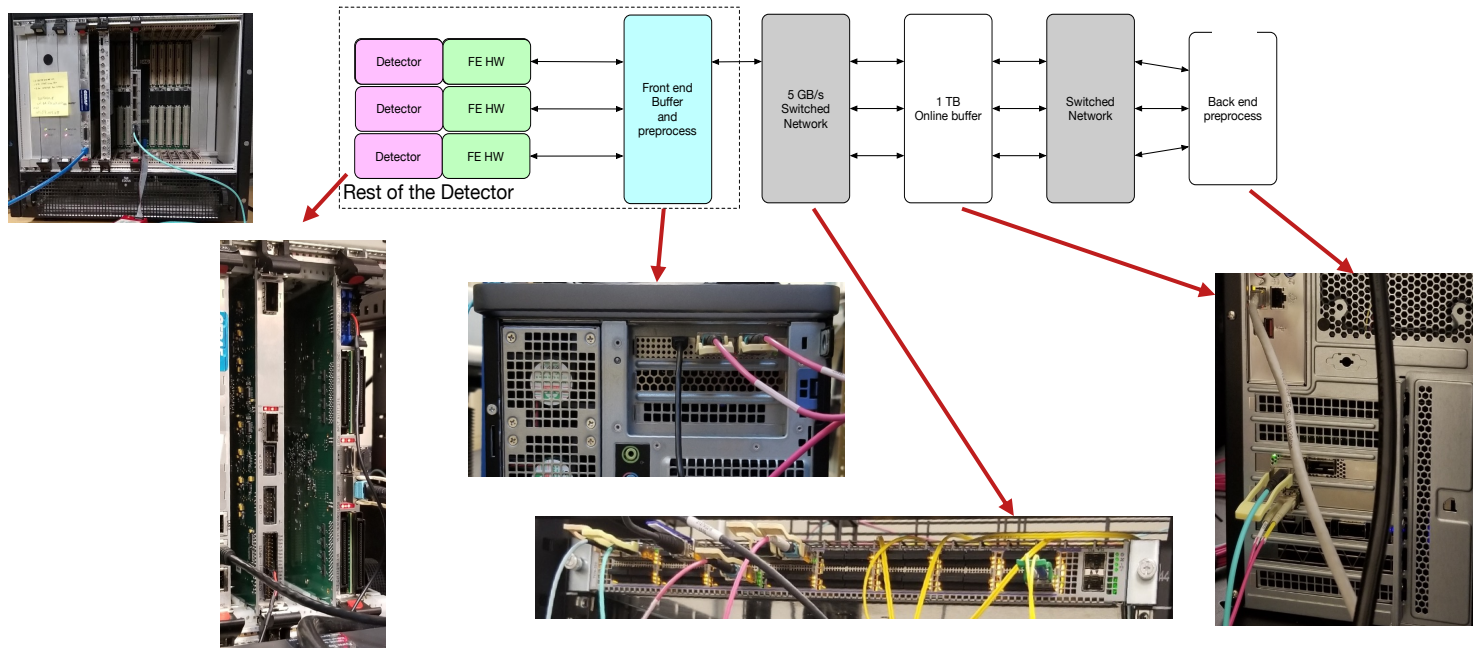 Detector
FE HW
Detector
FE HW
Detector
FE HW
Rest of the Detector
Front end
Buffer
and
preprocess
5 GB/s
Switched
Network
1 TB
Online buffer
Switched
Network
Back end
preprocess